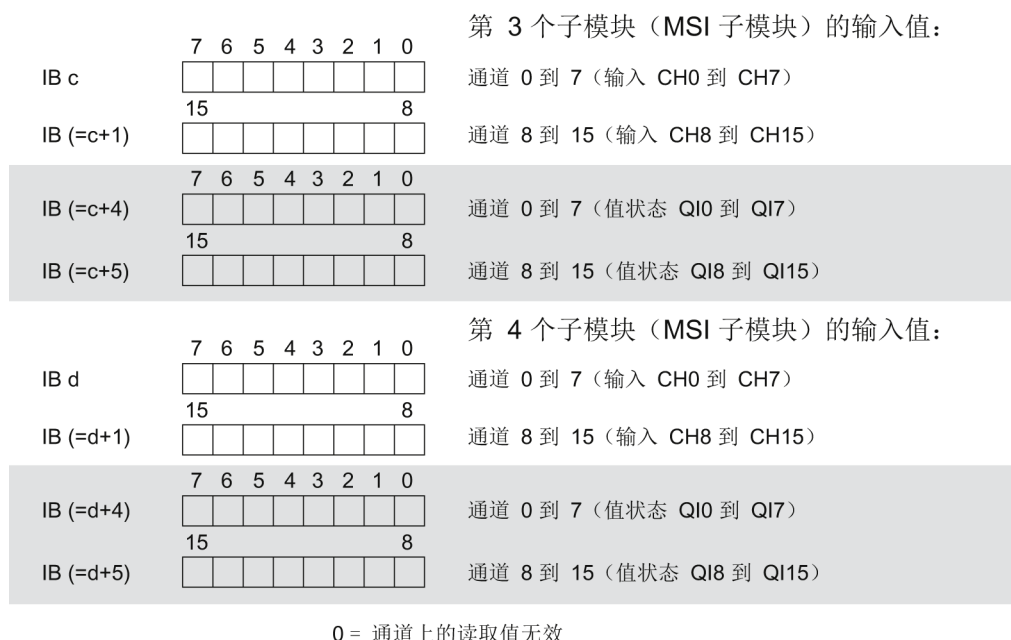 第 3 个子模块（MSI 子模块）的输入值：
7 6 5 4 3 2 1 0
IB c 通道 0 到 7（输入 CH0 到 CH7）
15 8
IB (=c+1) 通道 8 到 15（输入 CH8 到 CH15）
7 6 5 4 3 2 1 0
IB (=c+4) 通道 0 到 7（值状态 QI0 到 QI7）
15 8
IB (=c+5) 通道 8 到 15（值状态 QI8 到 QI15）
第 4 个子模块（MSI 子模块）的输入值：
7 6 5 4 3 2 1 0
IB d 通道 0 到 7（输入 CH0 到 CH7）
15 8
IB (=d+1) 通道 8 到 15（输入 CH8 到 CH15）
7 6 5 4 3 2 1 0
IB (=d+4) 通道 0 到 7（值状态 QI0 到 QI7）
15 8
IB (=d+5) 通道 8 到 15（值状态 QI8 到 QI15）
0 = 通道上的读取值无效